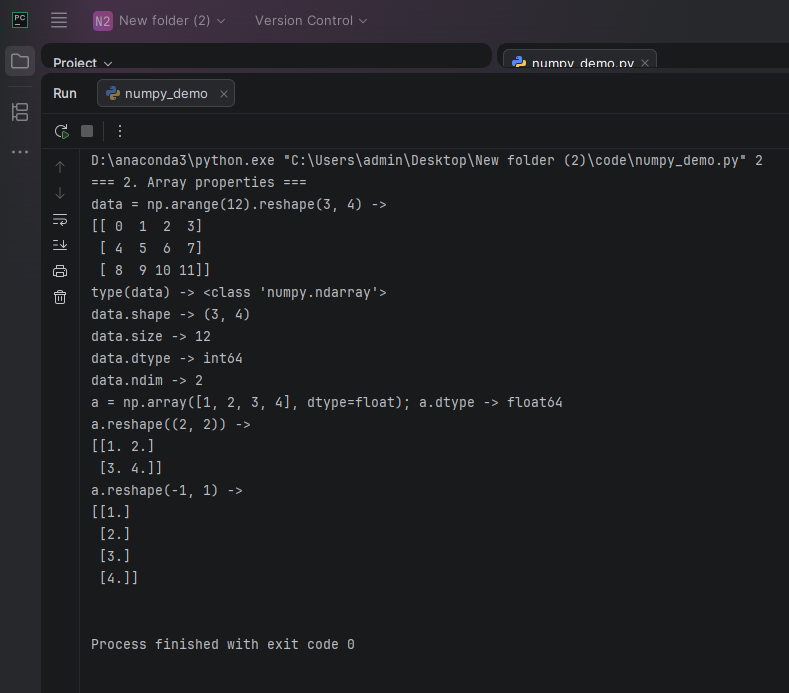 PC
N2 New folder (2) Version Control
Project
numpy_demo.py
Run numpy_demo
D:\anaconda3\python.exe "C:\Users\admin\Desktop\New folder (2)\code\numpy_demo.py" 2
=== 2. Array properties ===
data = np.arange(12).reshape(3, 4) ->
[[ 0  1  2  3]
 [ 4  5  6  7]
 [ 8  9 10 11]]
type(data) -> <class 'numpy.ndarray'>
data.shape -> (3, 4)
data.size -> 12
data.dtype -> int64
data.ndim -> 2
a = np.array([1, 2, 3, 4], dtype=float); a.dtype -> float64
a.reshape((2, 2)) ->
[[1. 2.]
 [3. 4.]]
a.reshape(-1, 1) ->
[[1.]
 [2.]
 [3.]
 [4.]]
Process finished with exit code 0